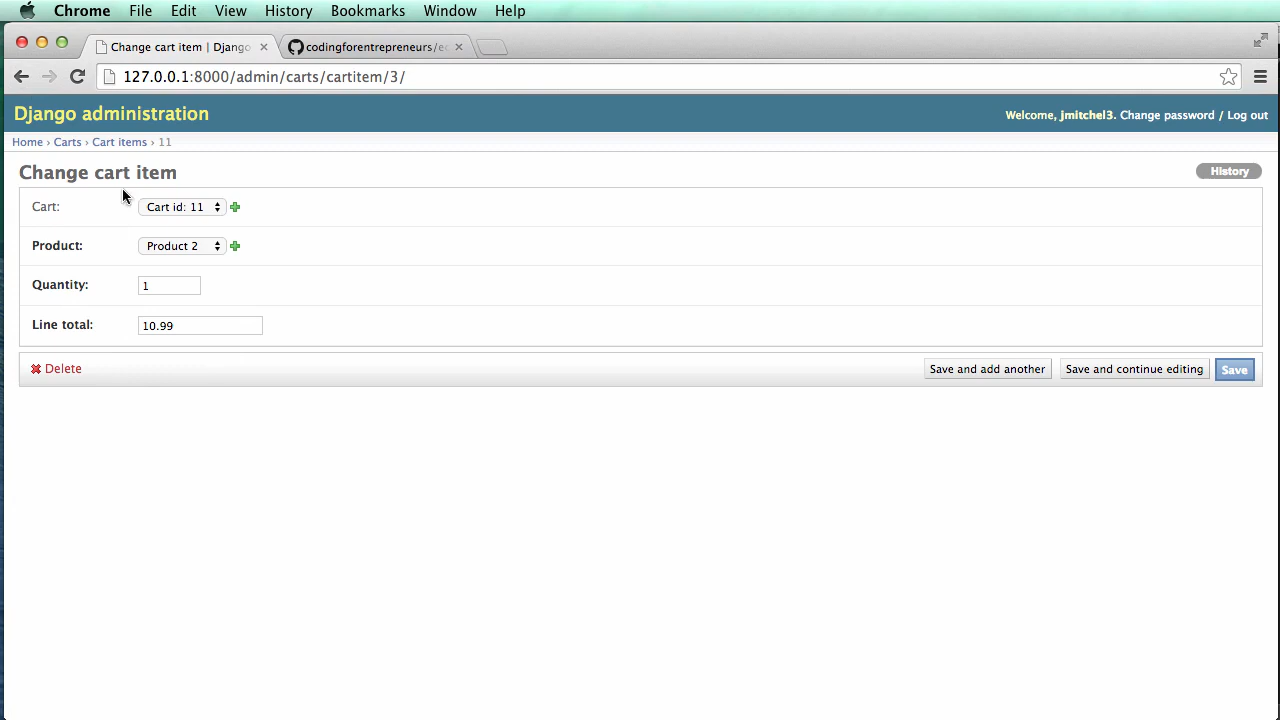 Chrome File Edit View History Bookmarks Window Help
Change cart item | Django codingforentrepreneurs/e
127.0.0.1:8000/admin/carts/cartitem/3/
Django administration
Welcome, jmitchel3. Change password / Log out
Home › Carts › Cart items › 11
Change cart item
History
Cart: Cart id: 11
Product: Product 2
Quantity: 1
Line total: 10.99
Delete Save and add another Save and continue editing Save